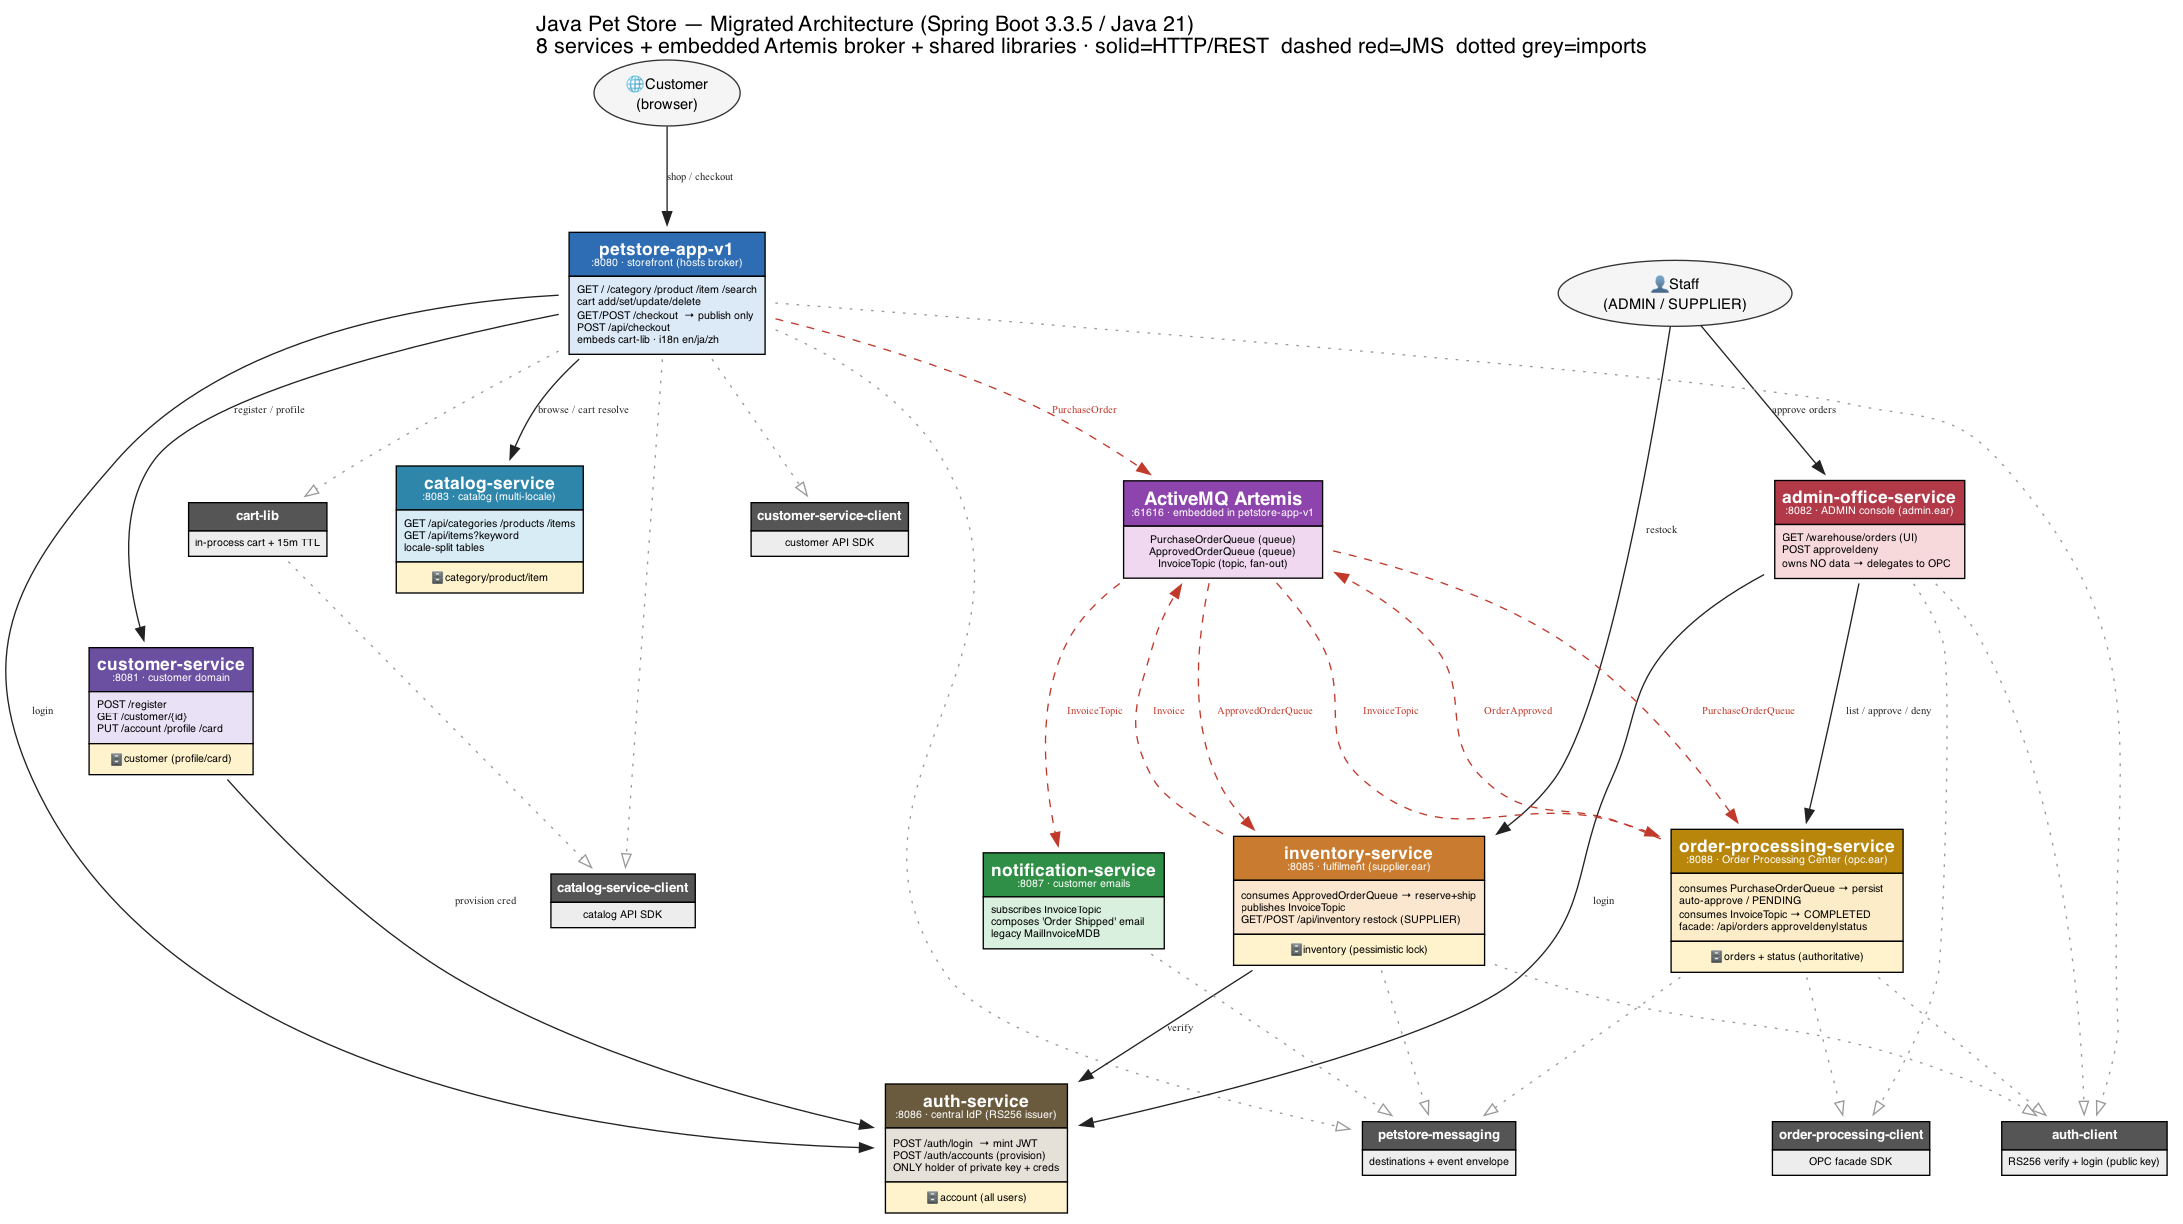 Java Pet Store — Migrated Architecture (Spring Boot 3.3.5 / Java 21)
8 services + embedded Artemis broker + shared libraries · solid=HTTP/REST  dashed red=JMS  dotted grey=imports
🌐Customer
(browser)
shop / checkout
petstore-app-v1
:8080 · storefront (hosts broker)
GET / /category /product /item /search
cart add/set/update/delete
GET/POST /checkout → publish only
POST /api/checkout
embeds cart-lib · i18n en/ja/zh
👤Staff
(ADMIN / SUPPLIER)
register / profile
browse / cart resolve
PurchaseOrder
approve orders
cart-lib
in-process cart + 15m TTL
catalog-service
:8083 · catalog (multi-locale)
GET /api/categories /products /items
GET /api/items?keyword
locale-split tables
🗄️category/product/item
customer-service-client
customer API SDK
ActiveMQ Artemis
:61616 · embedded in petstore-app-v1
PurchaseOrderQueue (queue)
ApprovedOrderQueue (queue)
InvoiceTopic (topic, fan-out)
restock
admin-office-service
:8082 · ADMIN console (admin.ear)
GET /warehouse/orders (UI)
POST approve|deny
owns NO data → delegates to OPC
customer-service
:8081 · customer domain
POST /register
GET /customer/{id}
PUT /account /profile /card
🗄️customer (profile/card)
login
InvoiceTopic
Invoice
ApprovedOrderQueue
InvoiceTopic
OrderApproved
PurchaseOrderQueue
list / approve / deny
provision cred
catalog-service-client
catalog API SDK
notification-service
:8087 · customer emails
subscribes InvoiceTopic
composes 'Order Shipped' email
legacy MailInvoiceMDB
inventory-service
:8085 · fulfilment (supplier.ear)
consumes ApprovedOrderQueue → reserve+ship
publishes InvoiceTopic
GET/POST /api/inventory restock (SUPPLIER)
🗄️inventory (pessimistic lock)
login
order-processing-service
:8088 · Order Processing Center (opc.ear)
consumes PurchaseOrderQueue → persist
auto-approve / PENDING
consumes InvoiceTopic → COMPLETED
facade: /api/orders approve|deny|status
🗄️orders + status (authoritative)
verify
auth-service
:8086 · central IdP (RS256 issuer)
POST /auth/login → mint JWT
POST /auth/accounts (provision)
ONLY holder of private key + creds
🗄️account (all users)
petstore-messaging
destinations + event envelope
order-processing-client
OPC facade SDK
auth-client
RS256 verify + login (public key)